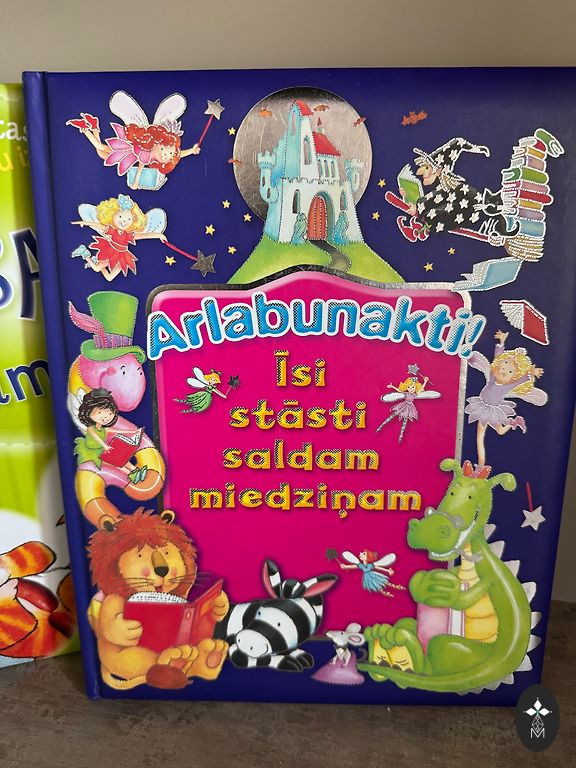 Arlabunakti!
Īsi
stāsti
saldam
miedziņam
M